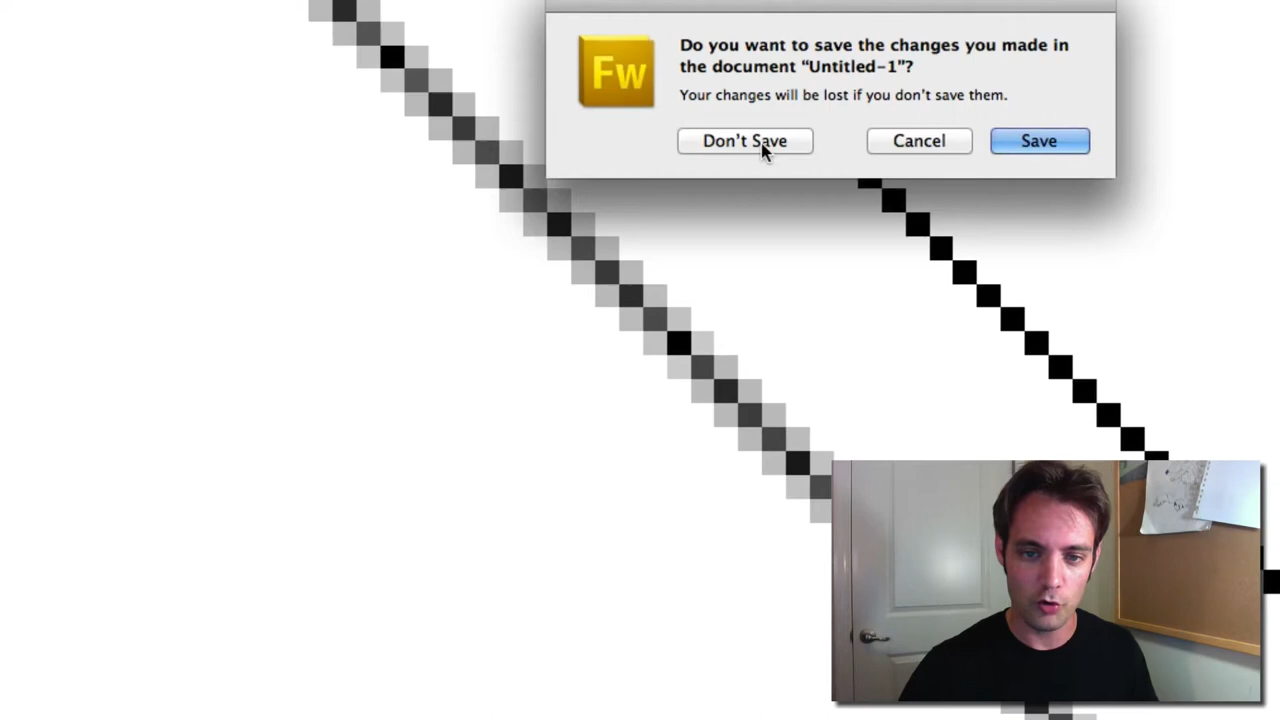 Do you want to save the changes you made in
the document “Untitled-1”?
Fw
Your changes will be lost if you don’t save them.
Don’t Save
Cancel
Save